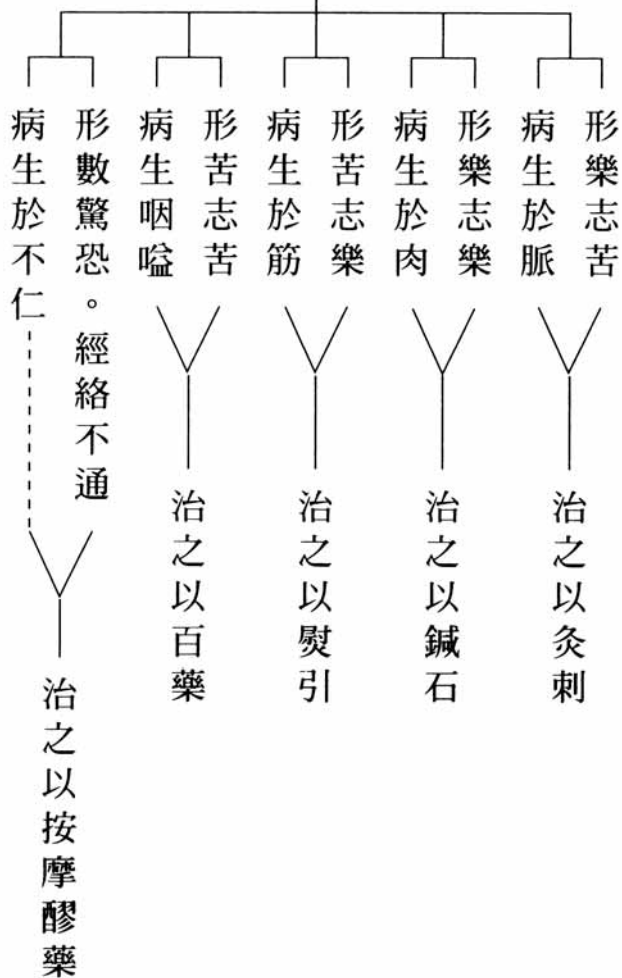 形樂志苦
病生於脈
治之以灸刺
形樂志樂
病生於肉
治之以鍼石
形苦志樂
病生於筋
治之以熨引
形苦志苦
病生咽嗌
治之以百藥
形數驚恐。經絡不通
病生於不仁
治之以按摩醪藥